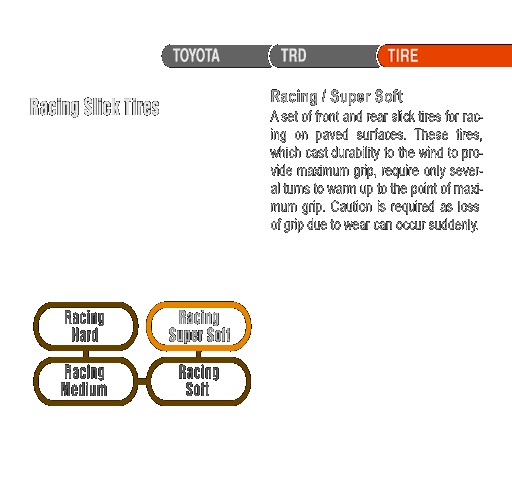 TOYOTA TRD TIRE
Racing Slick Tires
Racing / Super Soft
A set of front and rear slick tires for rac-
ing on paved surfaces. These tires,
which cast durability to the wind to pro-
vide maximum grip, require only sever-
al turns to warm up to the point of maxi-
mum grip. Caution is required as loss
of grip due to wear can occur suddenly.
Racing Hard
Racing Super Soft
Racing Medium
Racing Soft